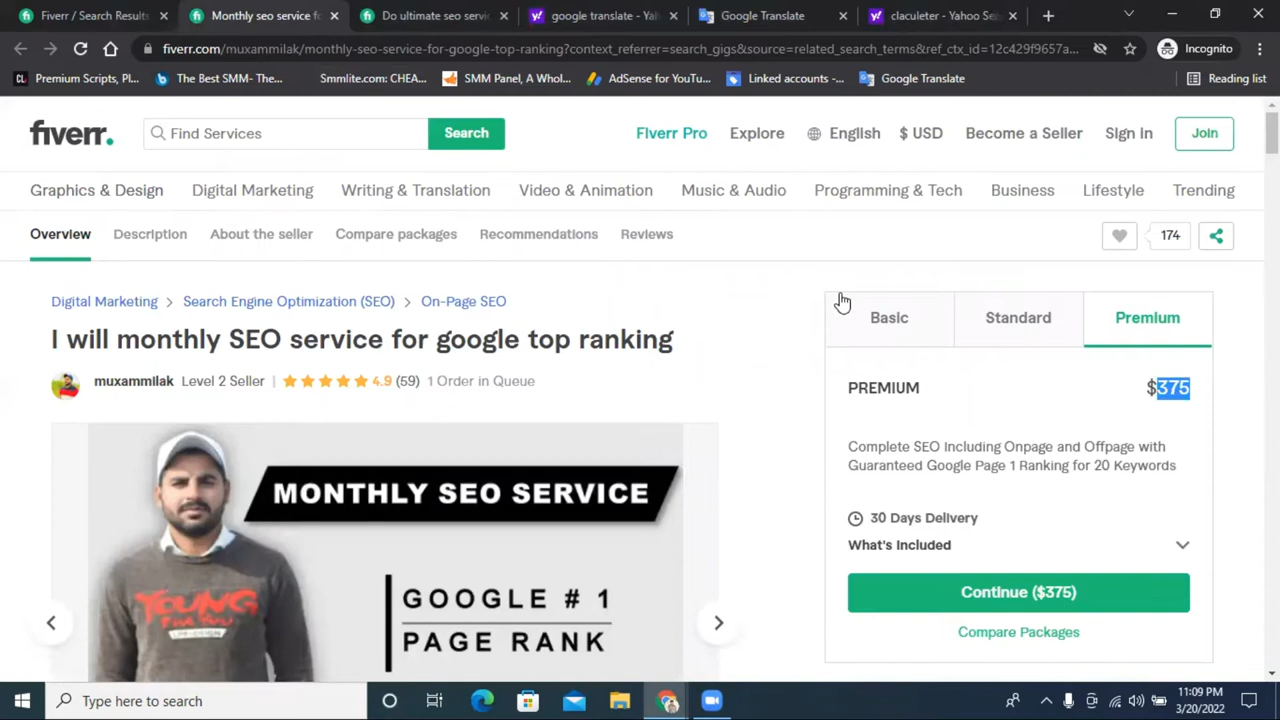 Fiverr / Search Results
Monthly seo service fo
Do ultimate seo servic
google translate - Yah
Google Translate
claculeter - Yahoo Sea
fiverr.com/muxammilak/monthly-seo-service-for-google-top-ranking?context_referrer=search_gigs&source=related_search_terms&ref_ctx_id=12c429f9657a...
Incognito
Premium Scripts, Pl...
The Best SMM- The...
Smmlite.com: CHEA...
SMM Panel, A Whol...
AdSense for YouTu...
Linked accounts -...
Google Translate
Reading list
fiverr.
Find Services
Search
Fiverr Pro
Explore
English
$ USD
Become a Seller
Sign In
Join
Graphics & Design
Digital Marketing
Writing & Translation
Video & Animation
Music & Audio
Programming & Tech
Business
Lifestyle
Trending
Overview
Description
About the seller
Compare packages
Recommendations
Reviews
174
Digital Marketing > Search Engine Optimization (SEO) > On-Page SEO
I will monthly SEO service for google top ranking
muxammilak Level 2 Seller | 4.9 (59) 1 Order in Queue
MONTHLY SEO SERVICE
YOUNG
GOOGLE # 1
PAGE RANK
Basic
Standard
Premium
PREMIUM
$375
Complete SEO Including Onpage and Offpage with
Guaranteed Google Page 1 Ranking for 20 Keywords
30 Days Delivery
What's Included
Continue ($375)
Compare Packages
Type here to search
11:09 PM
3/20/2022